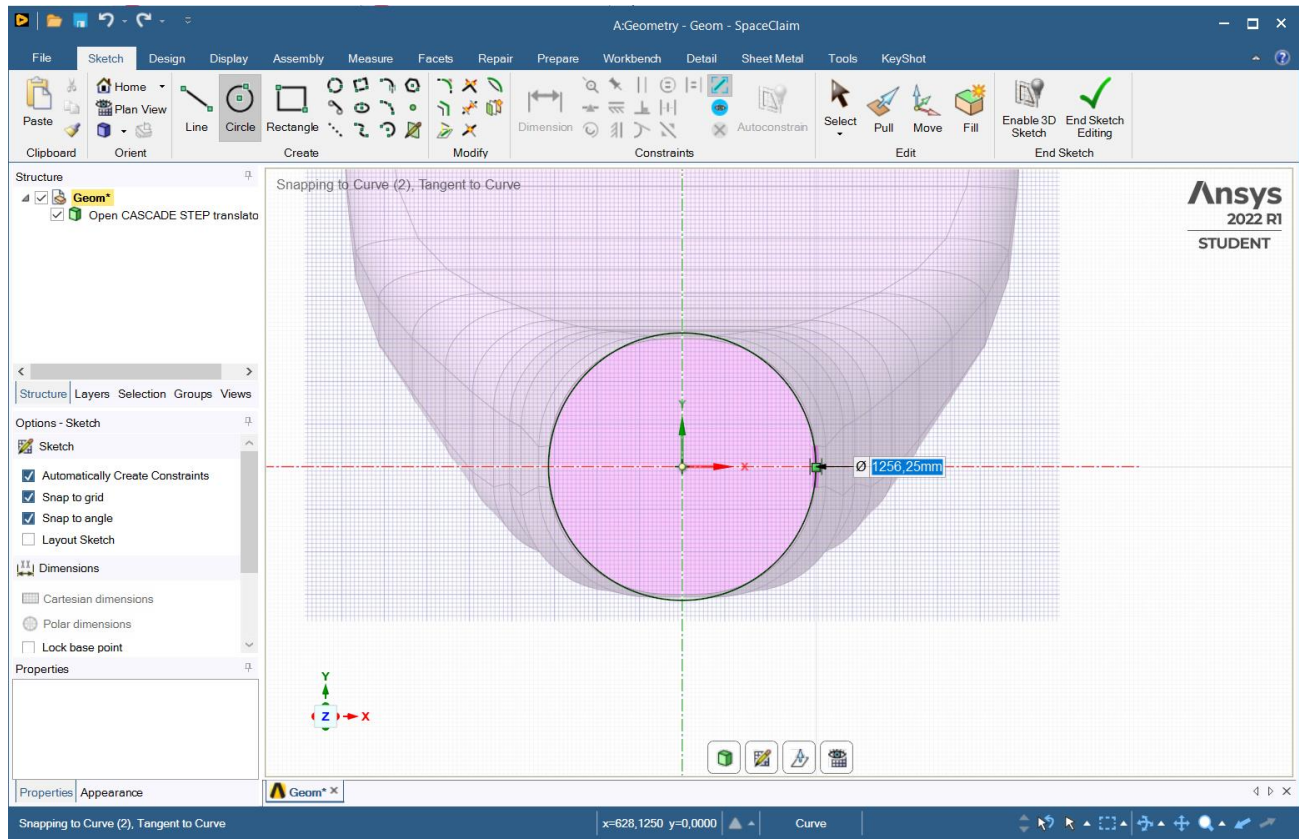 A:Geometry - Geom - SpaceClaim
File Sketch Design Display Assembly Measure Facets Repair Prepare Workbench Detail Sheet Metal Tools KeyShot
Paste
Home
Plan View
Line Circle Rectangle
Dimension
Autoconstrain
Select Pull Move Fill
Enable 3D Sketch
End Sketch Editing
Clipboard Orient Create Modify Constraints Edit End Sketch
Structure
Geom*
Open CASCADE STEP translato
Structure Layers Selection Groups Views
Options - Sketch
Sketch
Automatically Create Constraints
Snap to grid
Snap to angle
Layout Sketch
Dimensions
Cartesian dimensions
Polar dimensions
Lock base point
Properties
Properties Appearance
Snapping to Curve (2), Tangent to Curve
Ansys
2022 R1
STUDENT
Y
X
Ø 1256,25mm
Y
Z X
Geom*
Snapping to Curve (2), Tangent to Curve
x=628,1250 y=0,0000
Curve